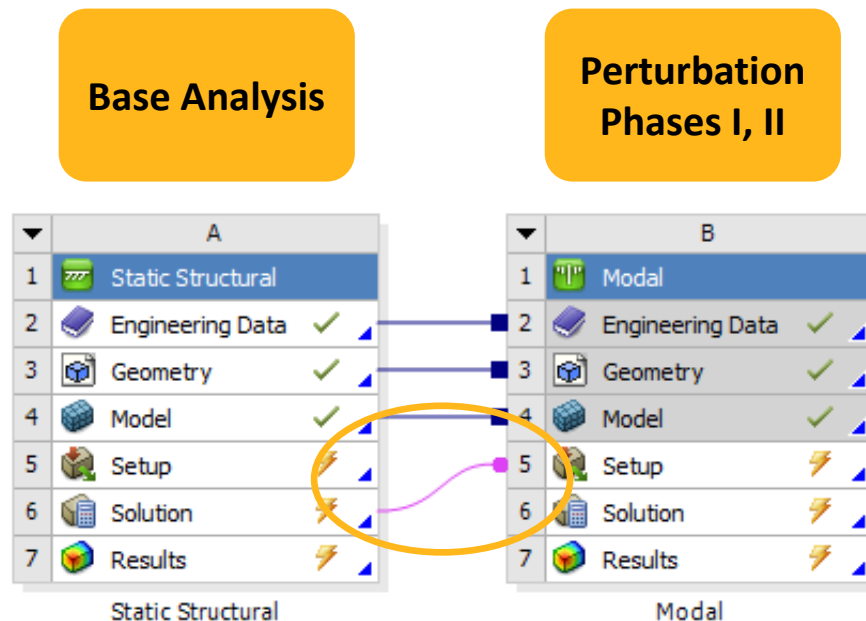 Base Analysis
Perturbation
Phases I, II
A
1 Static Structural
2 Engineering Data
3 Geometry
4 Model
5 Setup
6 Solution
7 Results
Static Structural
B
1 Modal
2 Engineering Data
3 Geometry
4 Model
5 Setup
6 Solution
7 Results
Modal